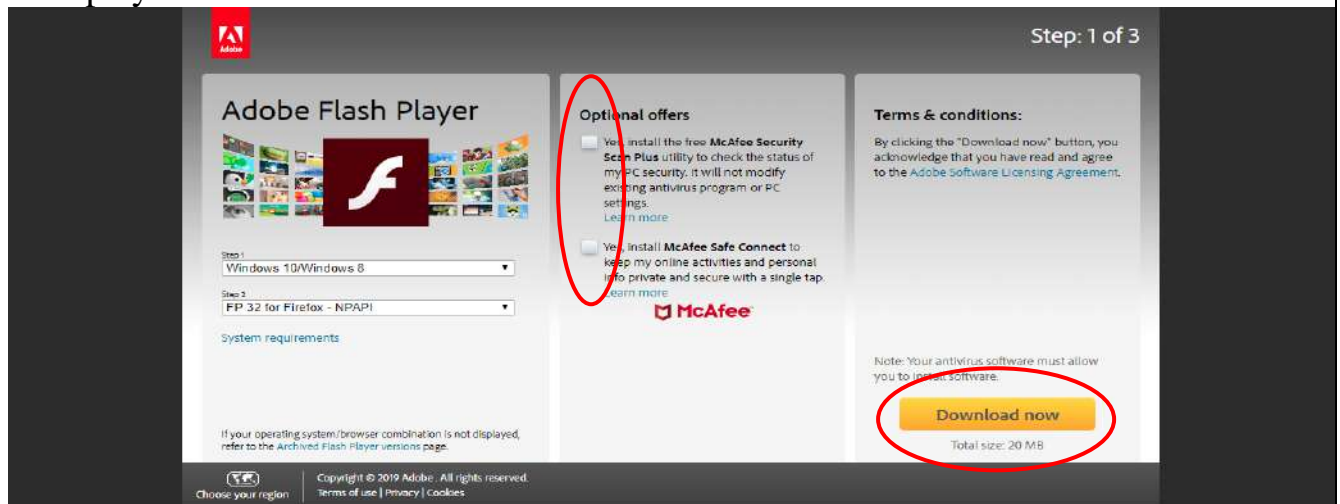 Adobe
Step: 1 of 3
Adobe Flash Player
Step 1
Windows 10/Windows 8
Step 2
FP 32 for Firefox - NPAPI
System requirements
If your operating system/browser combination is not displayed,
refer to the Archived Flash Player versions page.
Optional offers
Yes, install the free McAfee Security
Scan Plus utility to check the status of
my PC security. It will not modify
existing antivirus program or PC
settings.
Learn more
Yes, install McAfee Safe Connect to
keep my online activities and personal
info private and secure with a single tap.
Learn more
McAfee
Terms & conditions:
By clicking the "Download now" button, you
acknowledge that you have read and agree
to the Adobe Software Licensing Agreement.
Note: Your antivirus software must allow
you to install software.
Download now
Total size: 20 MB
Choose your region
Copyright © 2019 Adobe. All rights reserved.
Terms of use | Privacy | Cookies